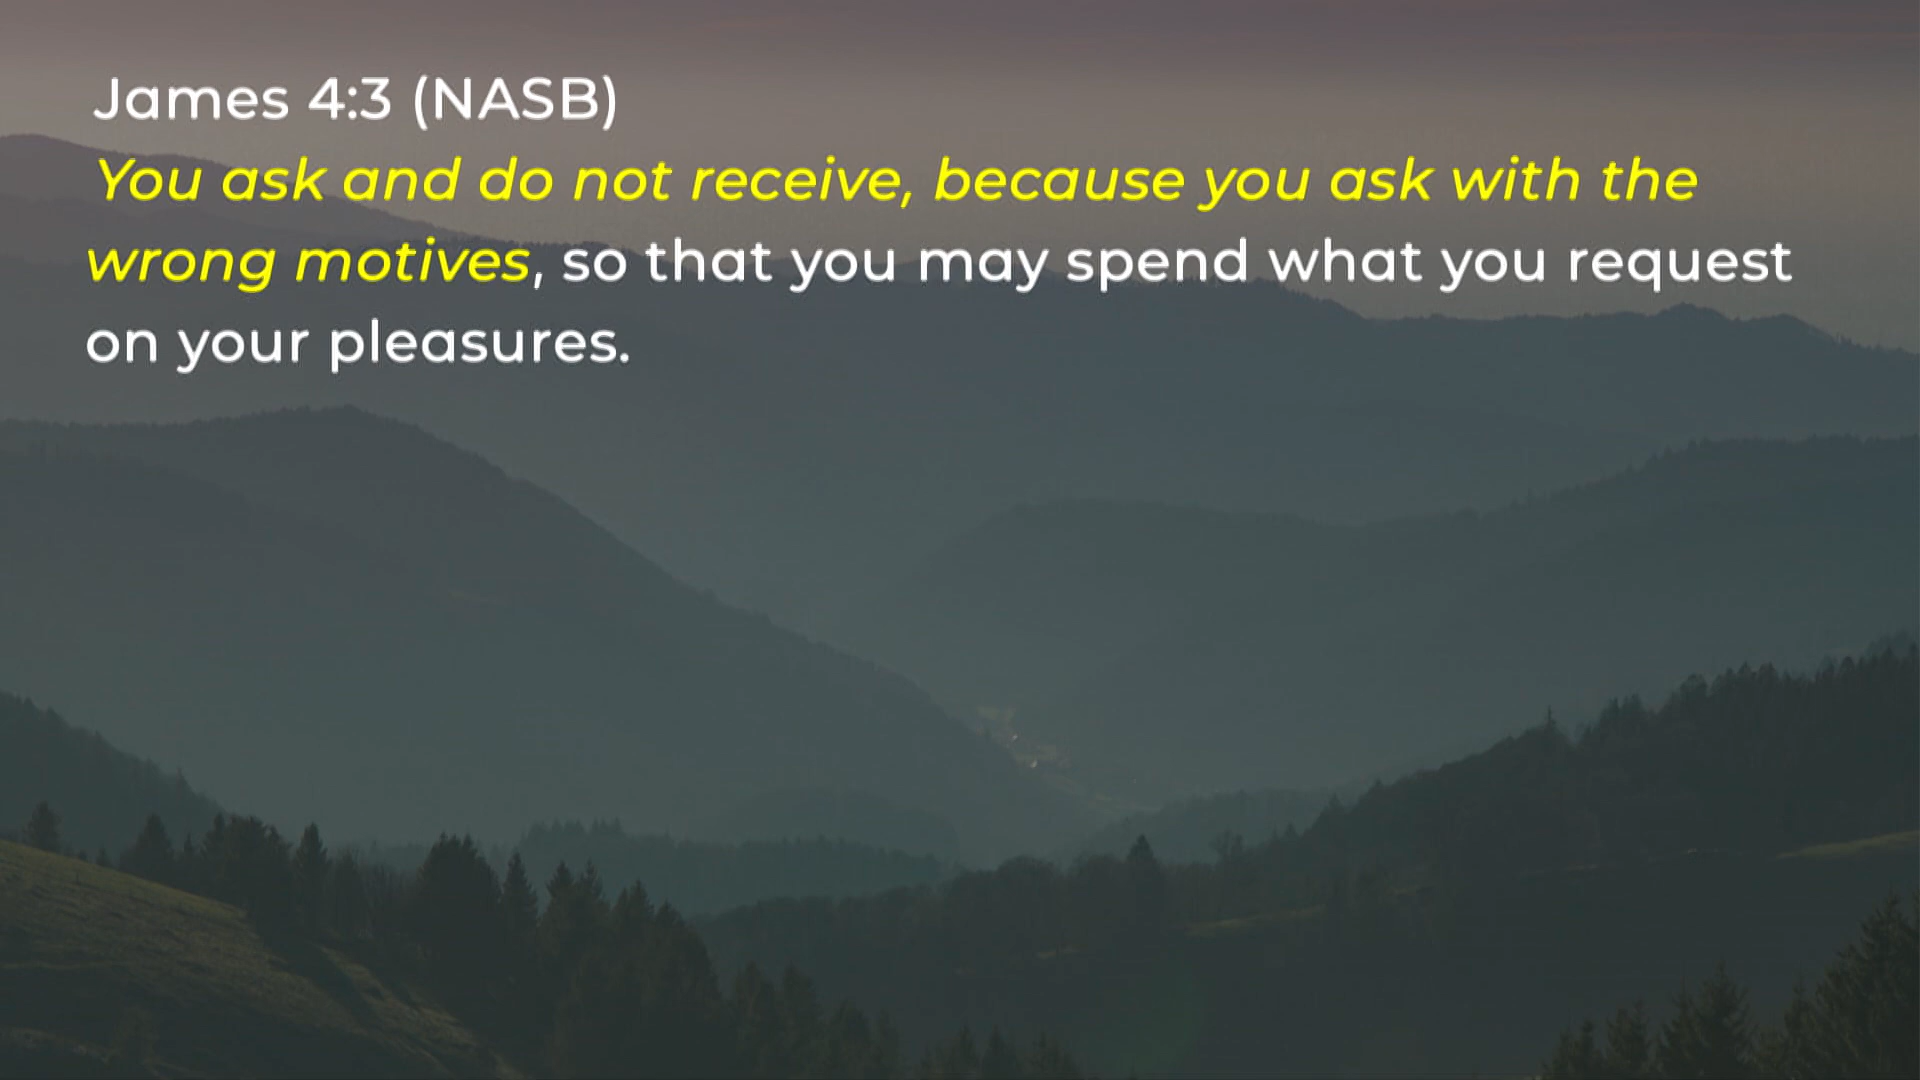 James 4:3 (NASB)
You ask and do not receive, because you ask with the
wrong motives, so that you may spend what you request
on your pleasures.